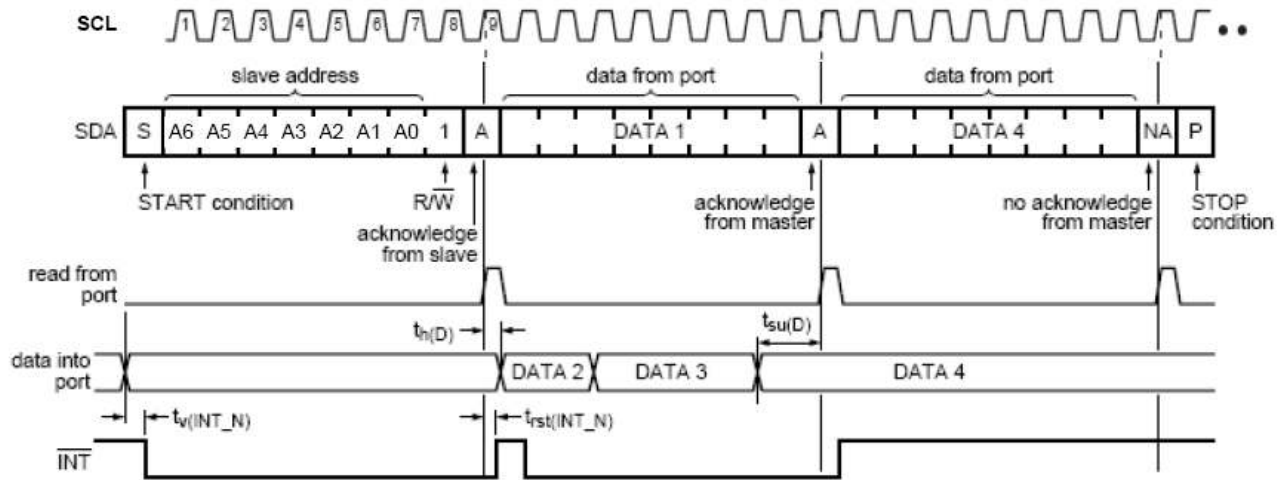 SCL 1 2 3 4 5 6 7 8 9
slave address data from port data from port
SDA S A6 A5 A4 A3 A2 A1 A0 1 A DATA 1 A DATA 4 NA P
START condition R/W acknowledge no acknowledge STOP
acknowledge from master from master condition
from slave
read from
port
th(D) tsu(D)
data into DATA 2 DATA 3 DATA 4
port
tv(INT_N) trst(INT_N)
INT